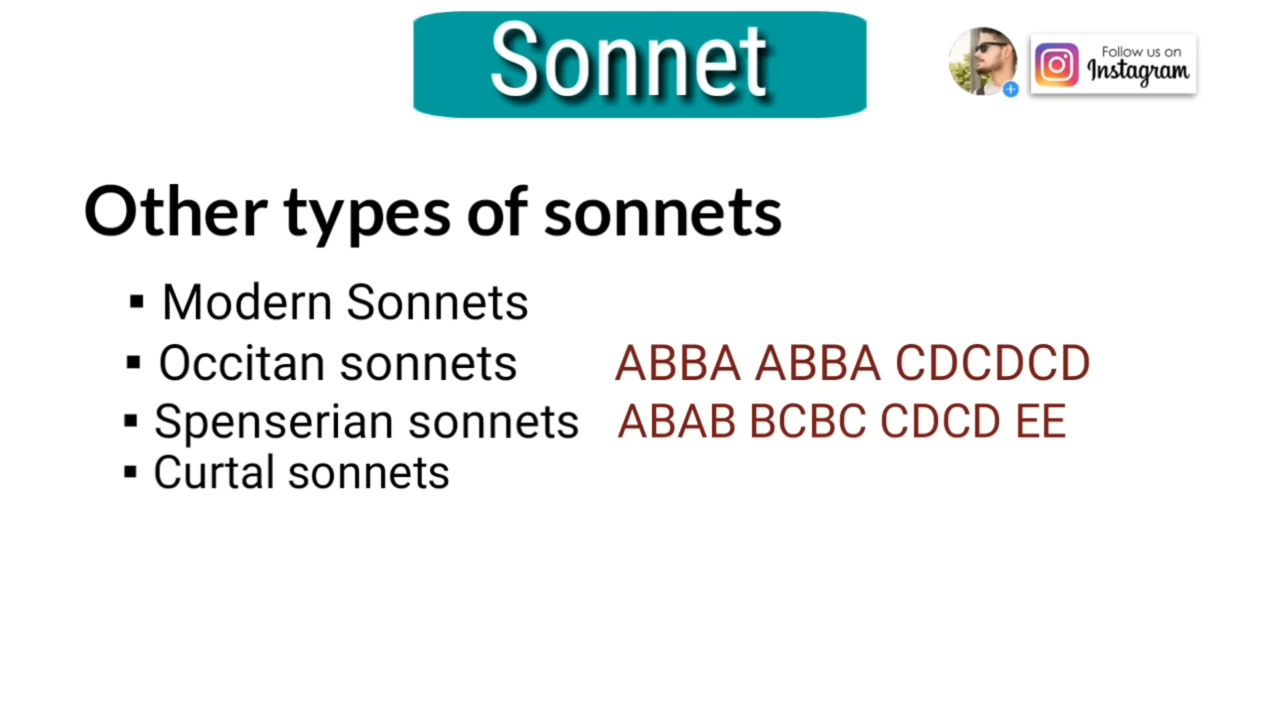 Sonnet
Follow us on
Instagram
Other types of sonnets
▪ Modern Sonnets
▪ Occitan sonnets ABBA ABBA CDCDCD
▪ Spenserian sonnets ABAB BCBC CDCD EE
▪ Curtal sonnets